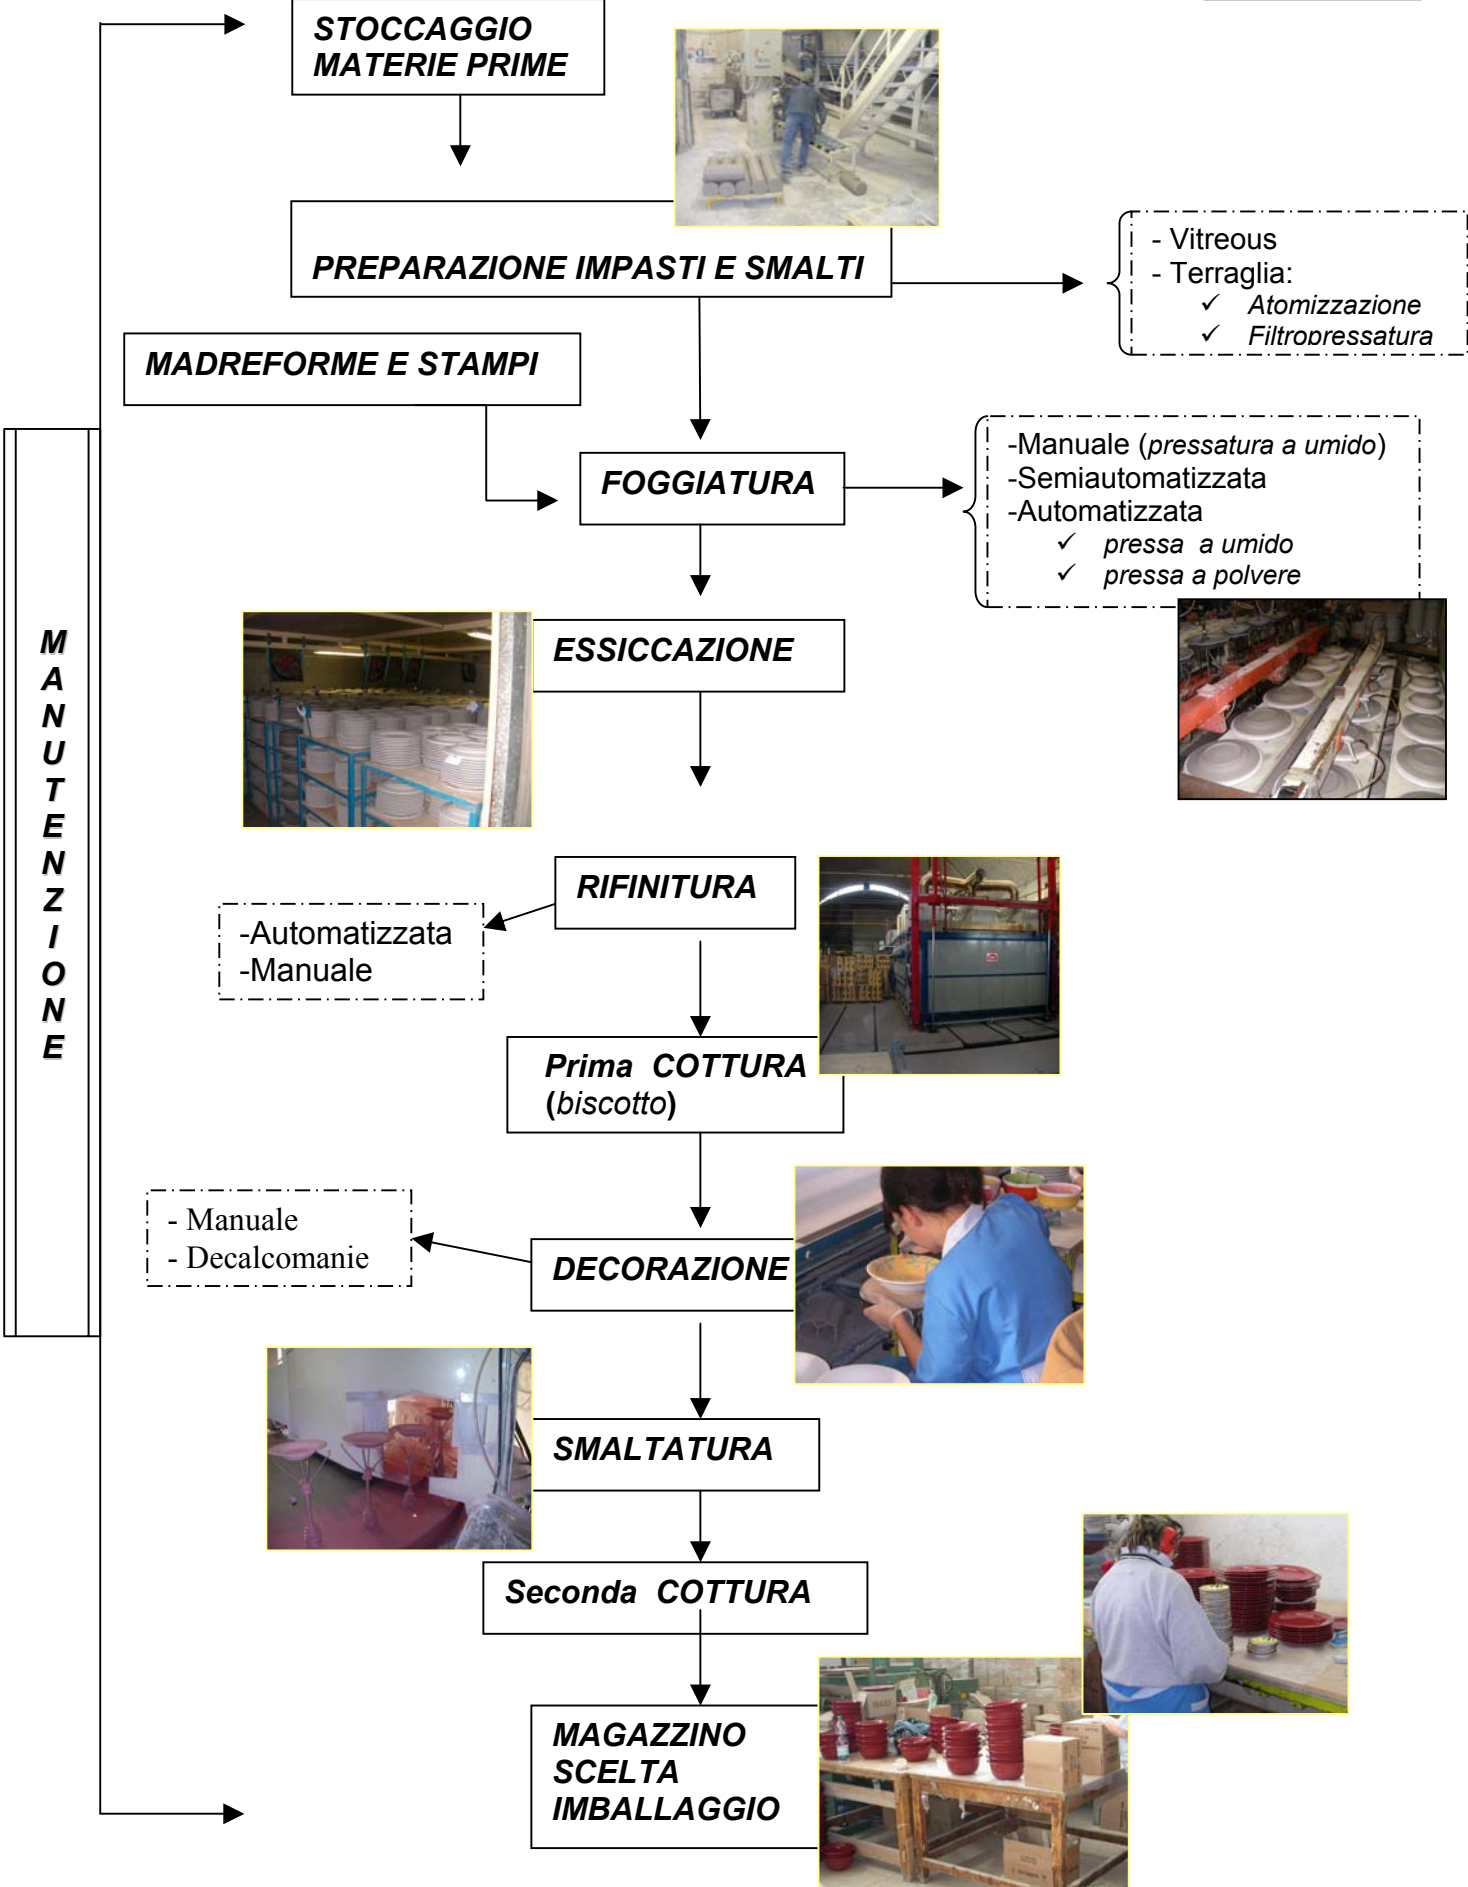 STOCCAGGIO
MATERIE PRIME
PREPARAZIONE IMPASTI E SMALTI
- Vitreous
- Terraglia:
✓ Atomizzazione
✓ Filtropressatura
MADREFORME E STAMPI
FOGGIATURA
-Manuale (pressatura a umido)
-Semiautomatizzata
-Automatizzata
✓ pressa a umido
✓ pressa a polvere
MANUTENZIONE
ESSICCAZIONE
RIFINITURA
-Automatizzata
-Manuale
Prima COTTURA
(biscotto)
- Manuale
- Decalcomanie
DECORAZIONE
SMALTATURA
Seconda COTTURA
MAGAZZINO
SCELTA
IMBALLAGGIO